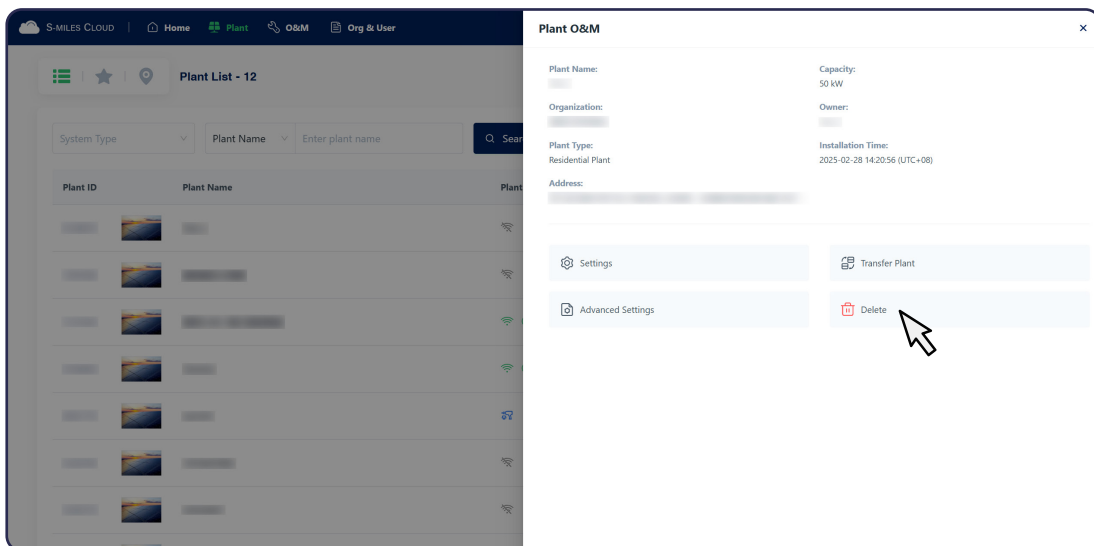 S-MILES CLOUD | Home Plant O&M Org & User
Plant List - 12
System Type Plant Name Enter plant name
Plant ID Plant Name
Plant O&M
Plant Name: Capacity:
50 kW
Organization: Owner:
Plant Type: Installation Time:
Residential Plant 2025-02-28 14:20:56 (UTC+08)
Address:
Settings Transfer Plant
Advanced Settings Delete